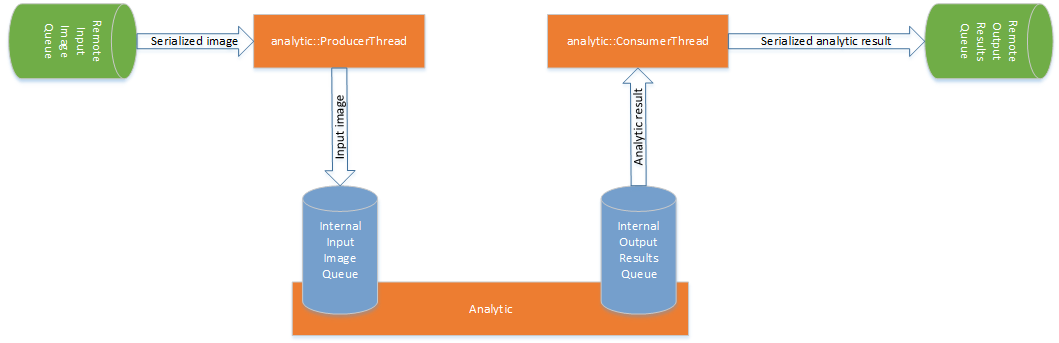 Remote
Input
Image
Queue
Serialized image
analytic::ProducerThread
analytic::ConsumerThread
Serialized analytic result
Remote
Output
Results
Queue
Input image
Analytic result
Internal
Input
Image
Queue
Internal
Output
Results
Queue
Analytic